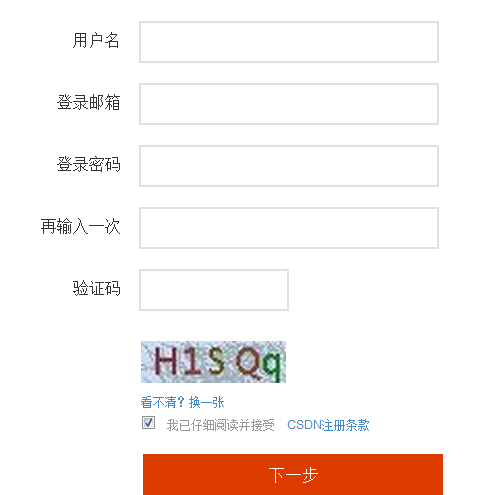 用户名
登录邮箱
登录密码
再输入一次
验证码
H1S Qq
看不清？换一张
我已仔细阅读并接受 CSDN注册条款
下一步